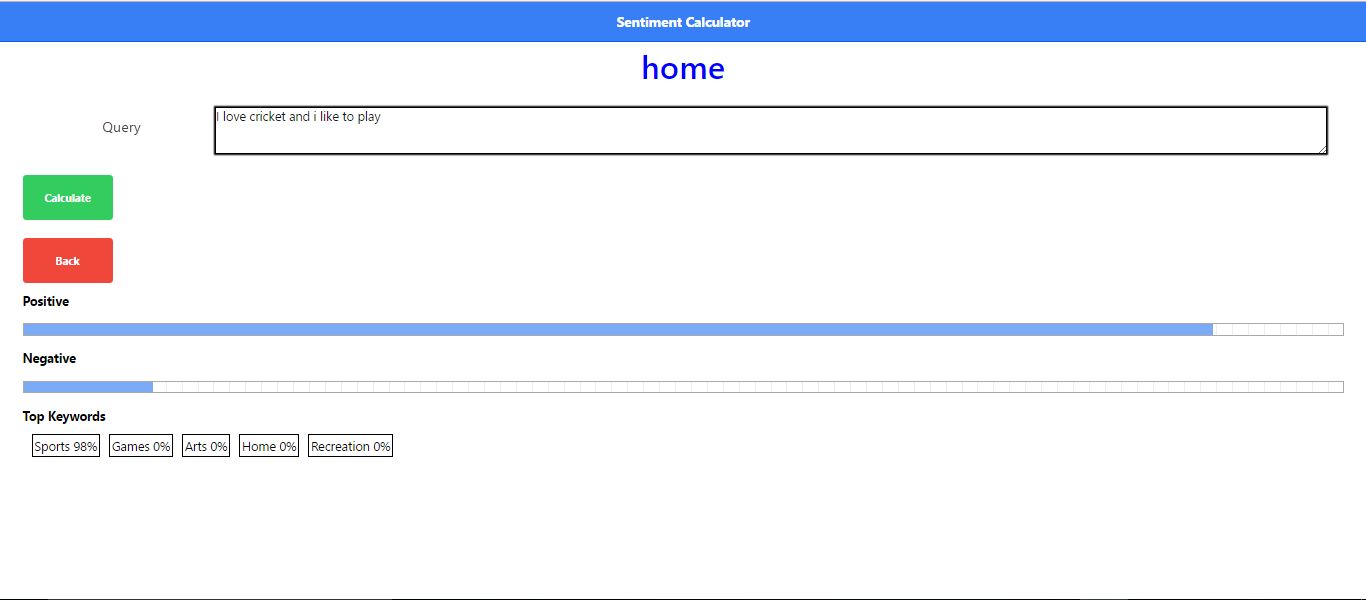 Sentiment Calculator
home
Query
I love cricket and i like to play
Calculate
Back
Positive
Negative
Top Keywords
Sports 98% Games 0% Arts 0% Home 0% Recreation 0%